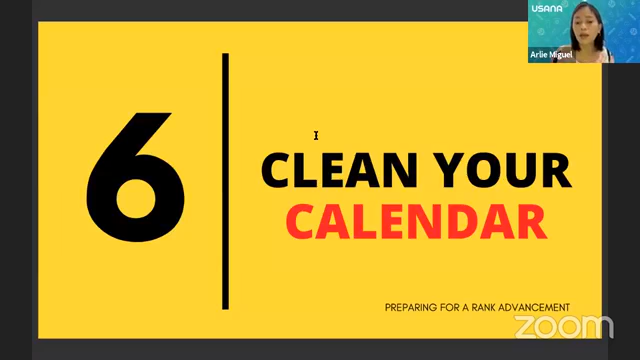 USANA
Arlie Miguel
6
CLEAN YOUR
CALENDAR
PREPARING FOR A RANK ADVANCEMENT
zoom